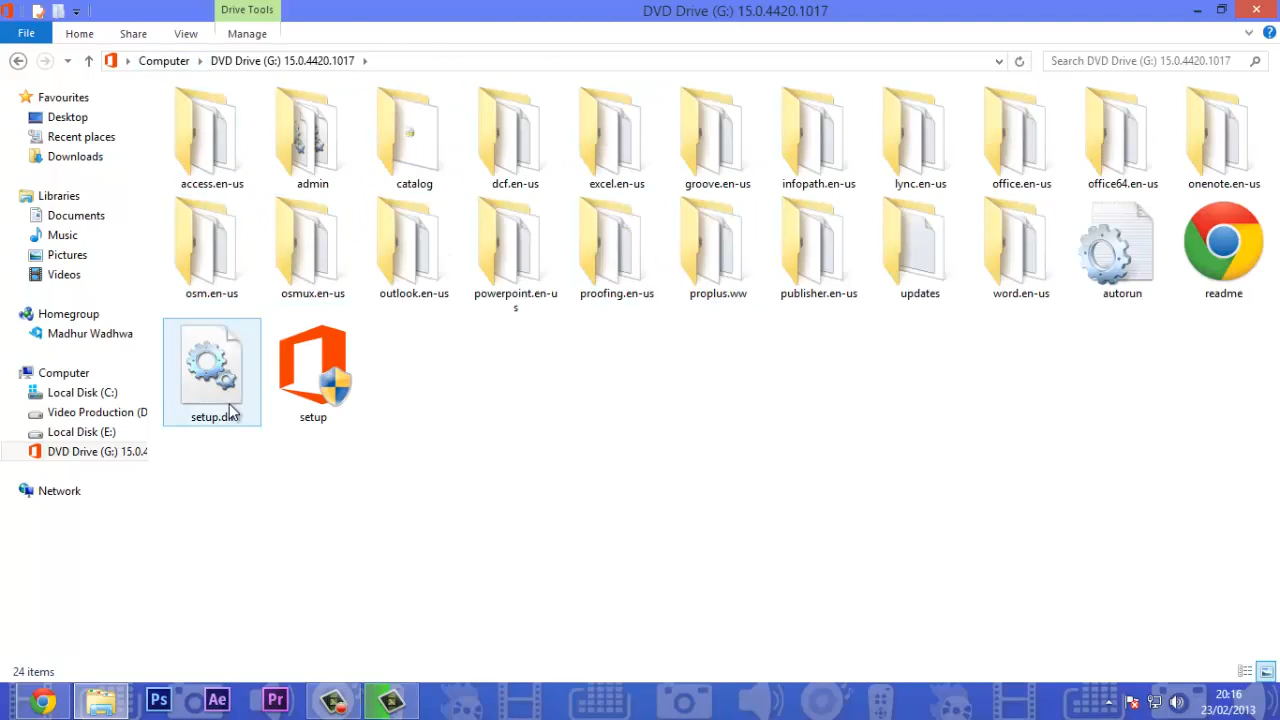 Drive Tools
DVD Drive (G:) 15.0.4420.1017
File
Home
Share
View
Manage
Computer
DVD Drive (G:) 15.0.4420.1017
Search DVD Drive (G:) 15.0.4420.1017
Favourites
Desktop
Recent places
Downloads
Libraries
Documents
Music
Pictures
Videos
Homegroup
Madhur Wadhwa
Computer
Local Disk (C:)
Video Production (D
Local Disk (E:)
DVD Drive (G:) 15.0.4
Network
access.en-us
admin
catalog
dcf.en-us
excel.en-us
groove.en-us
infopath.en-us
lync.en-us
office.en-us
office64.en-us
onenote.en-us
osm.en-us
osmux.en-us
outlook.en-us
powerpoint.en-u
s
proofing.en-us
proplus.ww
publisher.en-us
updates
word.en-us
autorun
readme
setup.dll
setup
24 items
Ps
Ae
Pr
20:16
23/02/2013